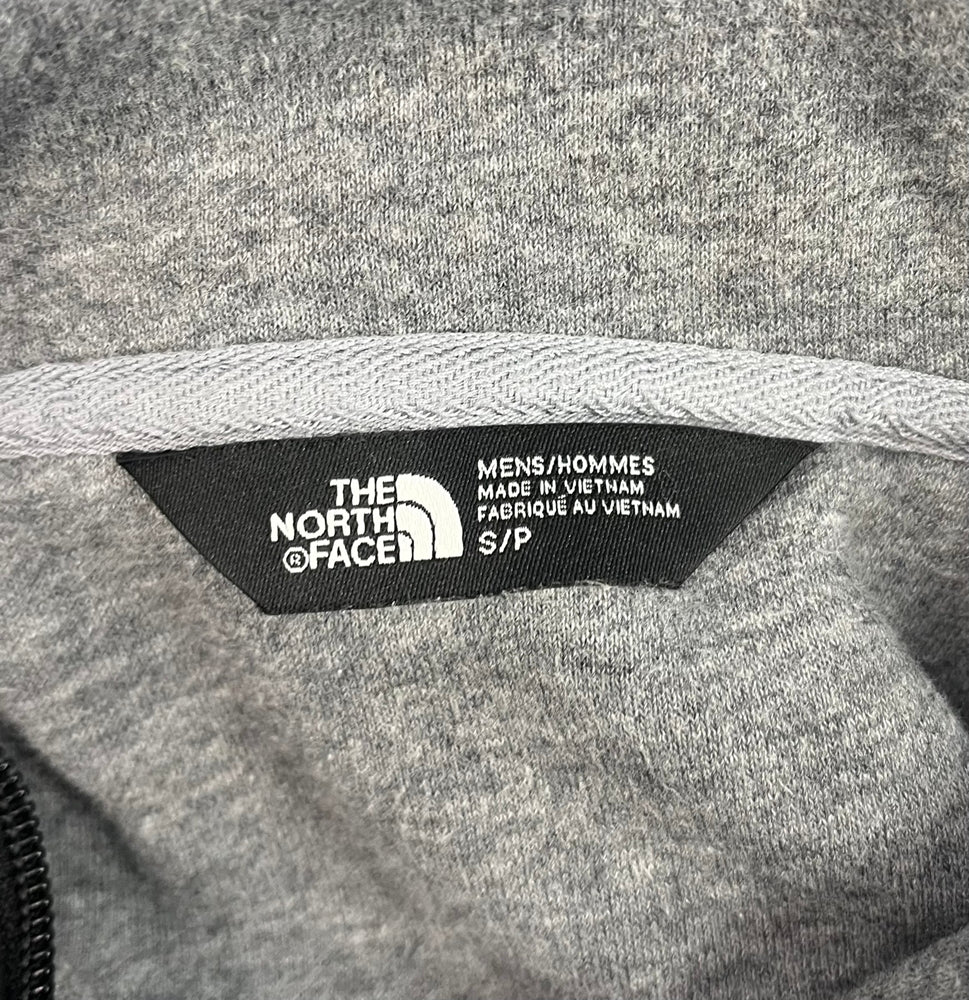 THE
NORTH
®FACE
MENS/HOMMES
MADE IN VIETNAM
FABRIQUÉ AU VIETNAM
S/P